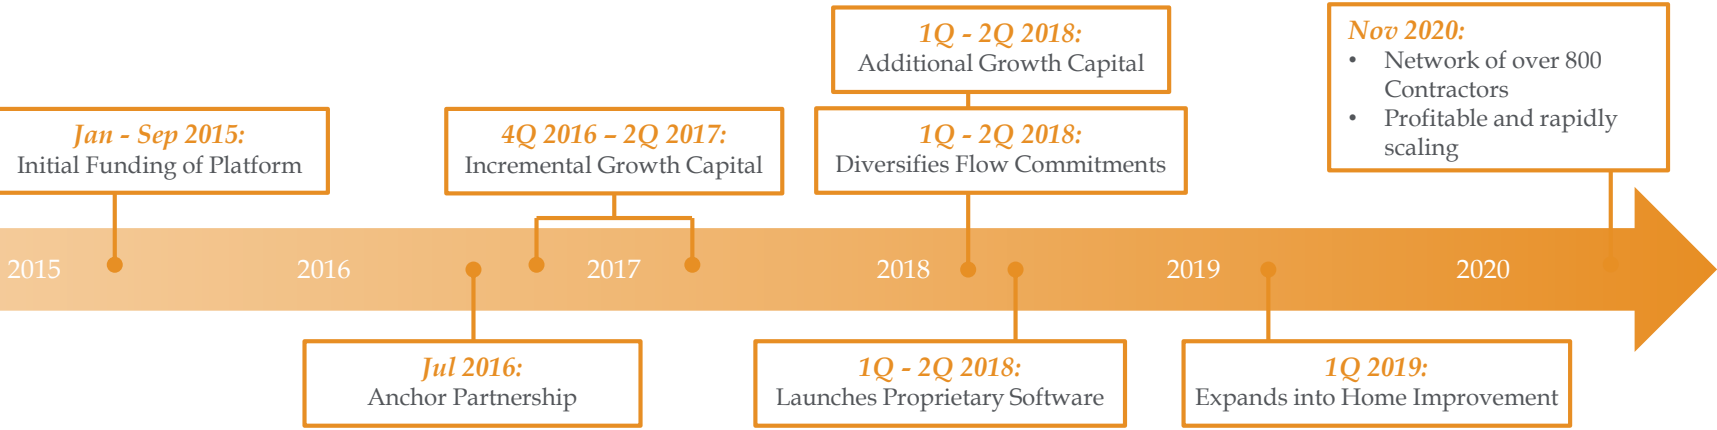 Jan - Sep 2015:
Initial Funding of Platform
4Q 2016 – 2Q 2017:
Incremental Growth Capital
1Q - 2Q 2018:
Additional Growth Capital
1Q - 2Q 2018:
Diversifies Flow Commitments
Nov 2020:
• Network of over 800
Contractors
• Profitable and rapidly
scaling
2015 2016 2017 2018 2019 2020
Jul 2016:
Anchor Partnership
1Q - 2Q 2018:
Launches Proprietary Software
1Q 2019:
Expands into Home Improvement